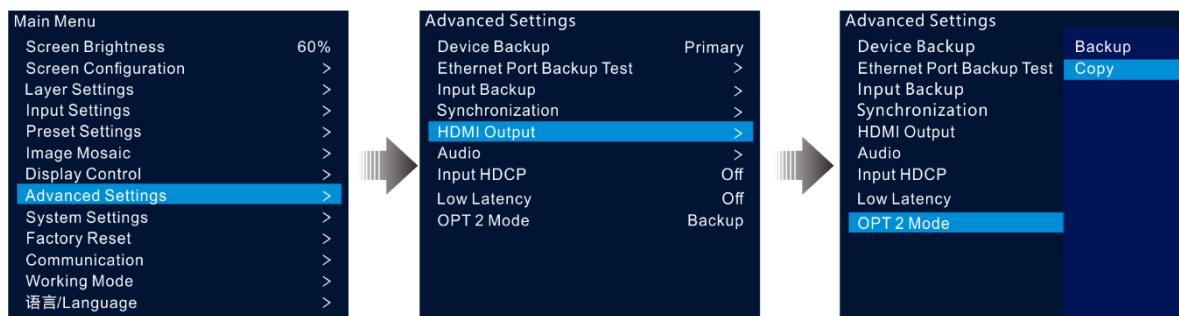 Main Menu
Screen Brightness 60%
Screen Configuration >
Layer Settings >
Input Settings >
Preset Settings >
Image Mosaic >
Display Control >
Advanced Settings >
System Settings >
Factory Reset >
Communication >
Working Mode >
语言/Language >
Advanced Settings
Device Backup Primary
Ethernet Port Backup Test >
Input Backup >
Synchronization >
HDMI Output >
Audio >
Input HDCP Off
Low Latency Off
OPT 2 Mode Backup
Advanced Settings
Device Backup Backup
Ethernet Port Backup Test Copy
Input Backup
Synchronization
HDMI Output
Audio
Input HDCP
Low Latency
OPT 2 Mode